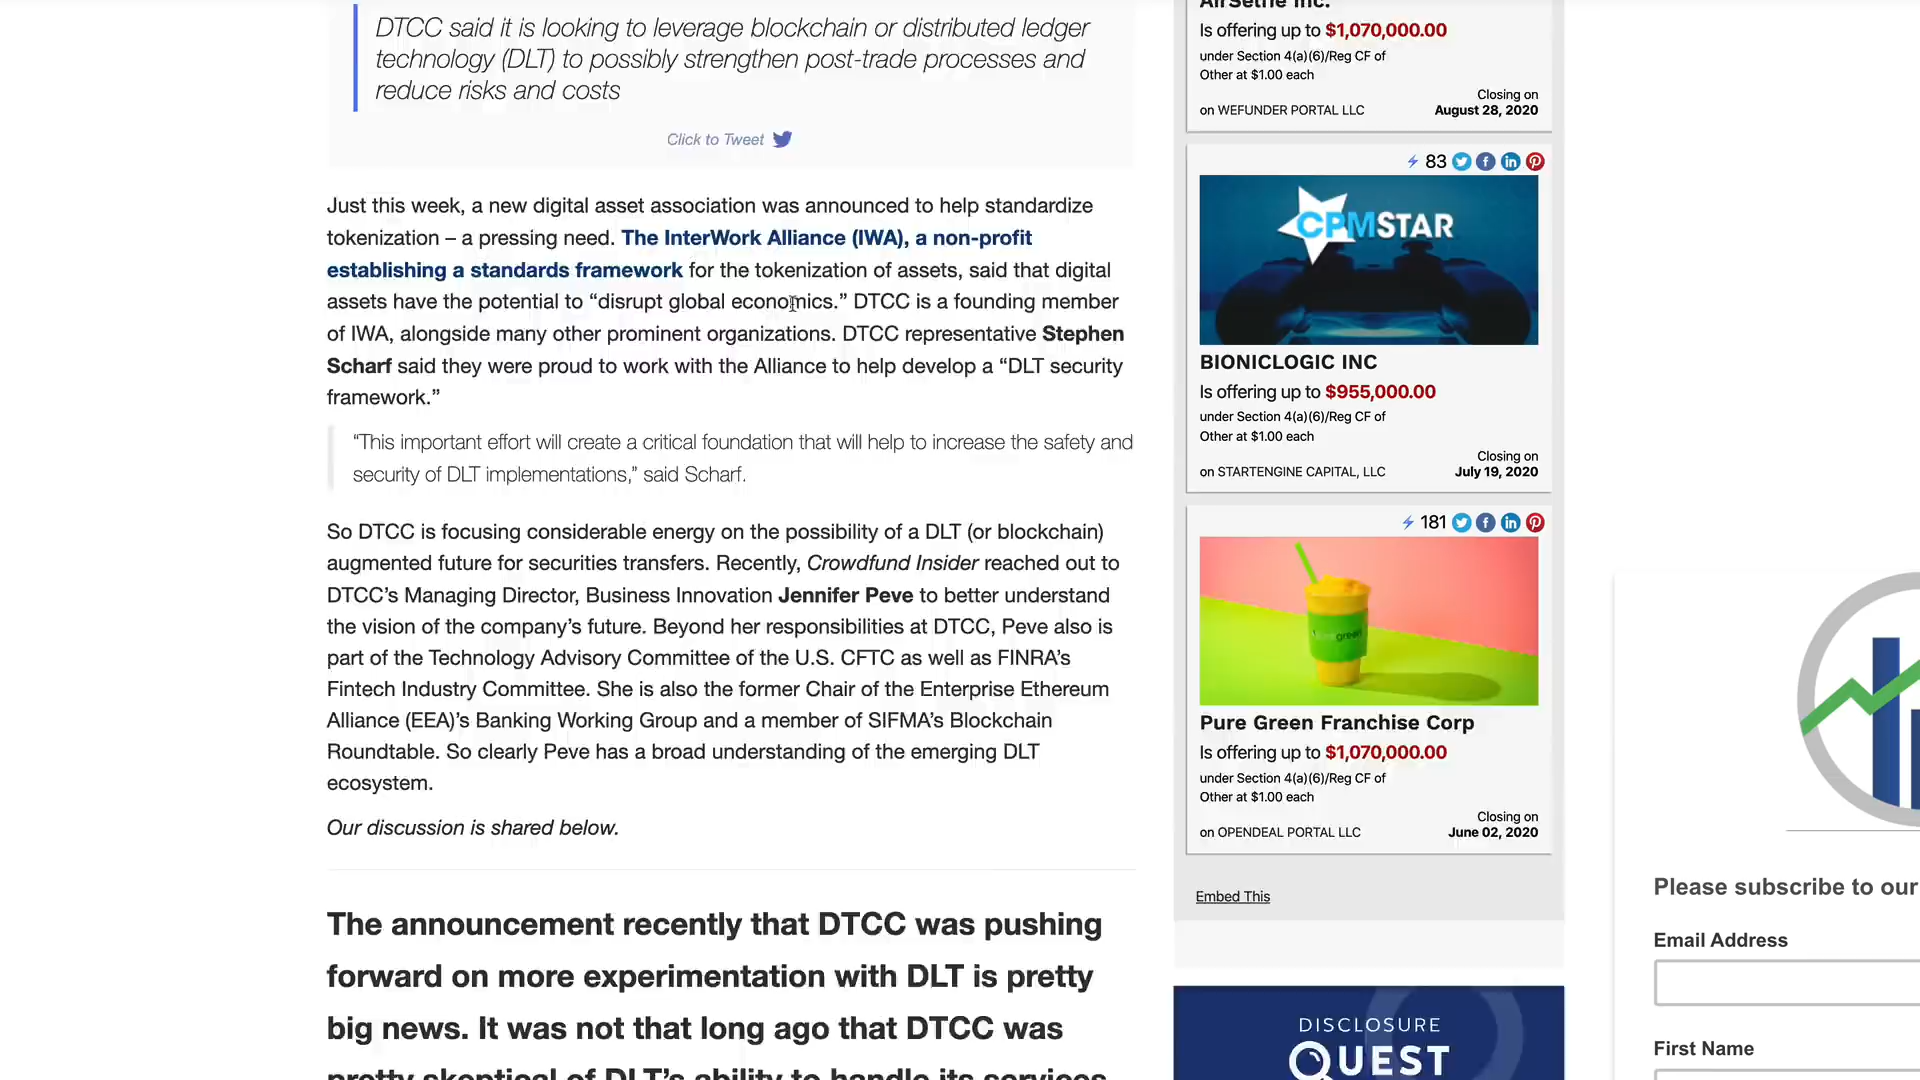 DTCC said it is looking to leverage blockchain or distributed ledger
technology (DLT) to possibly strengthen post-trade processes and
reduce risks and costs
Click to Tweet
Just this week, a new digital asset association was announced to help standardize
tokenization – a pressing need. The InterWork Alliance (IWA), a non-profit
establishing a standards framework for the tokenization of assets, said that digital
assets have the potential to “disrupt global economics.” DTCC is a founding member
of IWA, alongside many other prominent organizations. DTCC representative Stephen
Scharf said they were proud to work with the Alliance to help develop a “DLT security
framework.”
“This important effort will create a critical foundation that will help to increase the safety and
security of DLT implementations,” said Scharf.
So DTCC is focusing considerable energy on the possibility of a DLT (or blockchain)
augmented future for securities transfers. Recently, Crowdfund Insider reached out to
DTCC’s Managing Director, Business Innovation Jennifer Peve to better understand
the vision of the company’s future. Beyond her responsibilities at DTCC, Peve also is
part of the Technology Advisory Committee of the U.S. CFTC as well as FINRA’s
Fintech Industry Committee. She is also the former Chair of the Enterprise Ethereum
Alliance (EEA)’s Banking Working Group and a member of SIFMA’s Blockchain
Roundtable. So clearly Peve has a broad understanding of the emerging DLT
ecosystem.
Our discussion is shared below.
The announcement recently that DTCC was pushing
forward on more experimentation with DLT is pretty
big news. It was not that long ago that DTCC was
pretty skeptical of DLT’s ability to handle its services
AirSelfie Inc.
Is offering up to $1,070,000.00
under Section 4(a)(6)/Reg CF of
Other at $1.00 each
Closing on
on WEFUNDER PORTAL LLC August 28, 2020
83
CPMSTAR
BIONICLOGIC INC
Is offering up to $955,000.00
under Section 4(a)(6)/Reg CF of
Other at $1.00 each
Closing on
on STARTENGINE CAPITAL, LLC July 19, 2020
181
Pure Green Franchise Corp
Is offering up to $1,070,000.00
under Section 4(a)(6)/Reg CF of
Other at $1.00 each
Closing on
on OPENDEAL PORTAL LLC June 02, 2020
Embed This
DISCLOSURE
QUEST
Please subscribe to our
Email Address
First Name